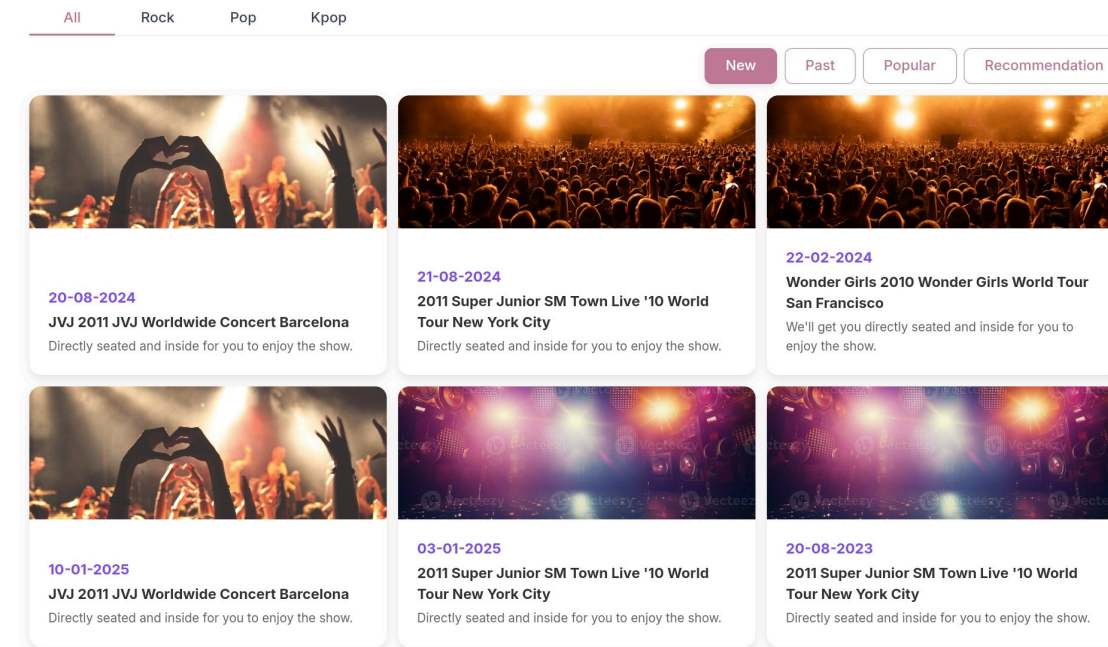 All
Rock
Pop
Kpop
New
Past
Popular
Recommendation
20-08-2024
JVJ 2011 JVJ Worldwide Concert Barcelona
Directly seated and inside for you to enjoy the show.
21-08-2024
2011 Super Junior SM Town Live '10 World
Tour New York City
Directly seated and inside for you to enjoy the show.
22-02-2024
Wonder Girls 2010 Wonder Girls World Tour
San Francisco
We'll get you directly seated and inside for you to
enjoy the show.
10-01-2025
JVJ 2011 JVJ Worldwide Concert Barcelona
Directly seated and inside for you to enjoy the show.
Vecteezy
Vecteezy
03-01-2025
2011 Super Junior SM Town Live '10 World
Tour New York City
Directly seated and inside for you to enjoy the show.
Vecteezy
Vecteezy
20-08-2023
2011 Super Junior SM Town Live '10 World
Tour New York City
Directly seated and inside for you to enjoy the show.